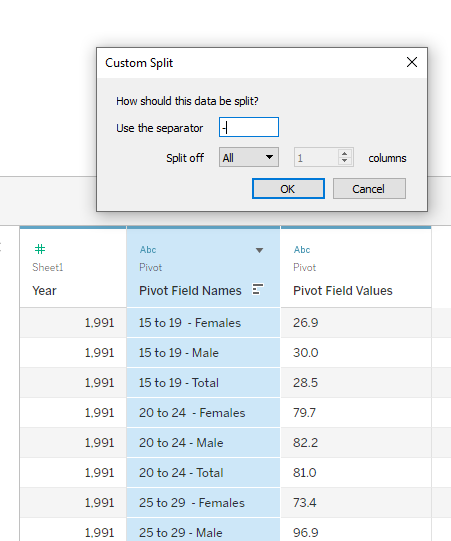 Custom Split
How should this data be split?
Use the separator -
Split off All 1 columns
OK Cancel
# Abc Abc
Sheet1 Pivot Pivot
Year Pivot Field Names Pivot Field Values
1,991 15 to 19  - Females 26.9
1,991 15 to 19 - Male 30.0
1,991 15 to 19 - Total 28.5
1,991 20 to 24  - Females 79.7
1,991 20 to 24 - Male 82.2
1,991 20 to 24 - Total 81.0
1,991 25 to 29  - Females 73.4
1,991 25 to 29 - Male 96.9